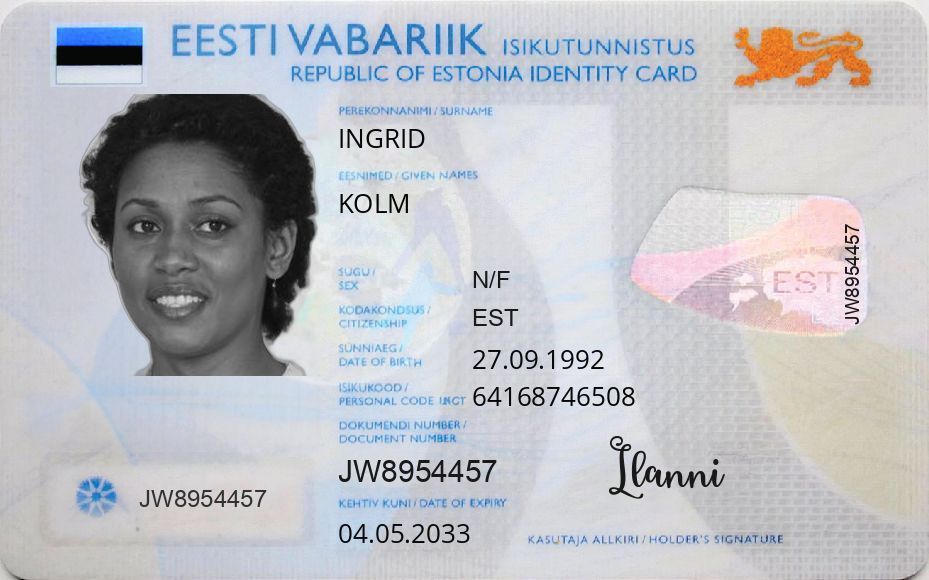 EESTI VABARIIK ISIKUTUNNISTUS
REPUBLIC OF ESTONIA IDENTITY CARD
PEREKONNANIMI / SURNAME
INGRID
EESNIMED / GIVEN NAMES
KOLM
SUGU / SEX
N/F
KODAKONDSUS / CITIZENSHIP
EST
SÜNNIAEG / DATE OF BIRTH
27.09.1992
ISIKUKOOD / PERSONAL CODE
64168746508
DOKUMENDI NUMBER / DOCUMENT NUMBER
JW8954457
KEHTIV KUNI / DATE OF EXPIRY
04.05.2033
JW8954457
EST
JW8954457
Ilanni
KASUTAJA ALLKIRI / HOLDER'S SIGNATURE